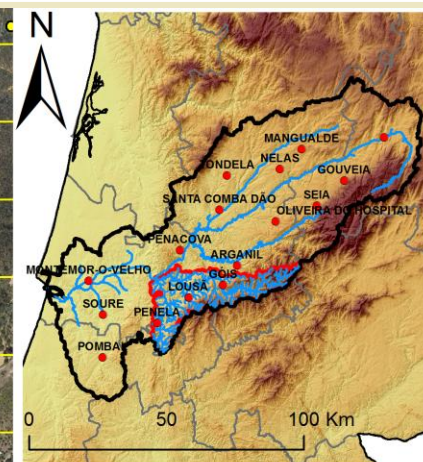 N
MANGUALDE
TONDELA
NELAS
GOUVEIA
SANTA COMBA DÃO
SEIA
OLIVEIRA DO HOSPITAL
PENACOVA
ARGANIL
MONTEMOR-O-VELHO
GOIS
LOUSÃ
SOURE
PENELA
POMBAL
0 50 100 Km